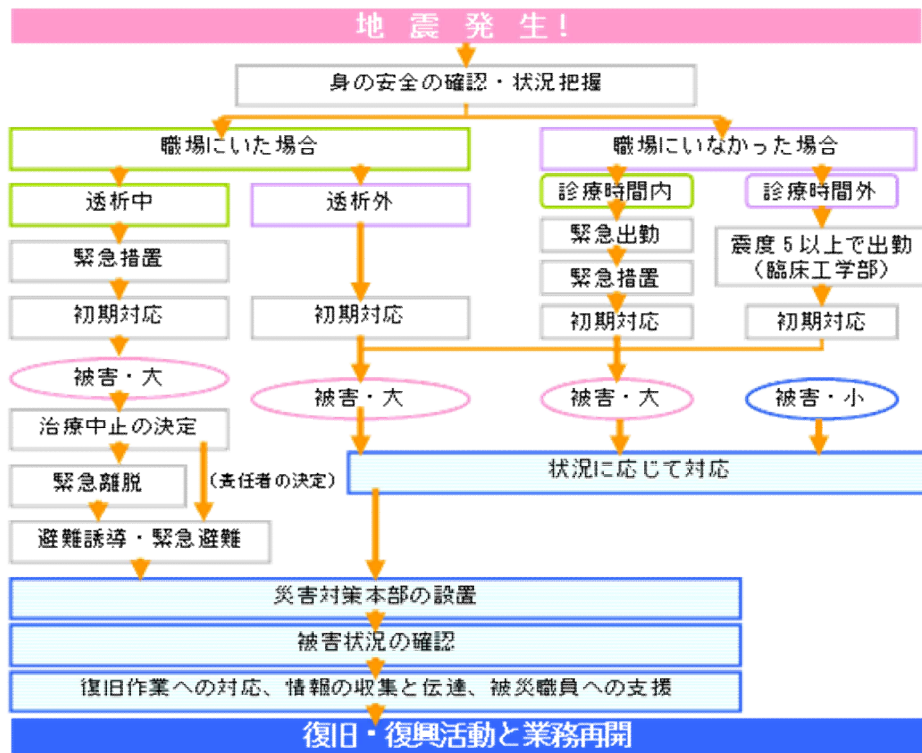 地 震 発 生！
身の安全の確認・状況把握
職場にいた場合
職場にいなかった場合
透析中
透析外
診療時間内
診療時間外
緊急措置
緊急出勤
震度５以上で出勤
（臨床工学部）
緊急措置
初期対応
初期対応
初期対応
初期対応
被害・大
被害・大
被害・大
被害・小
治療中止の決定
状況に応じて対応
緊急離脱
（責任者の決定）
避難誘導・緊急避難
災害対策本部の設置
被害状況の確認
復旧作業への対応、情報の収集と伝達、被災職員への支援
復旧・復興活動と業務再開